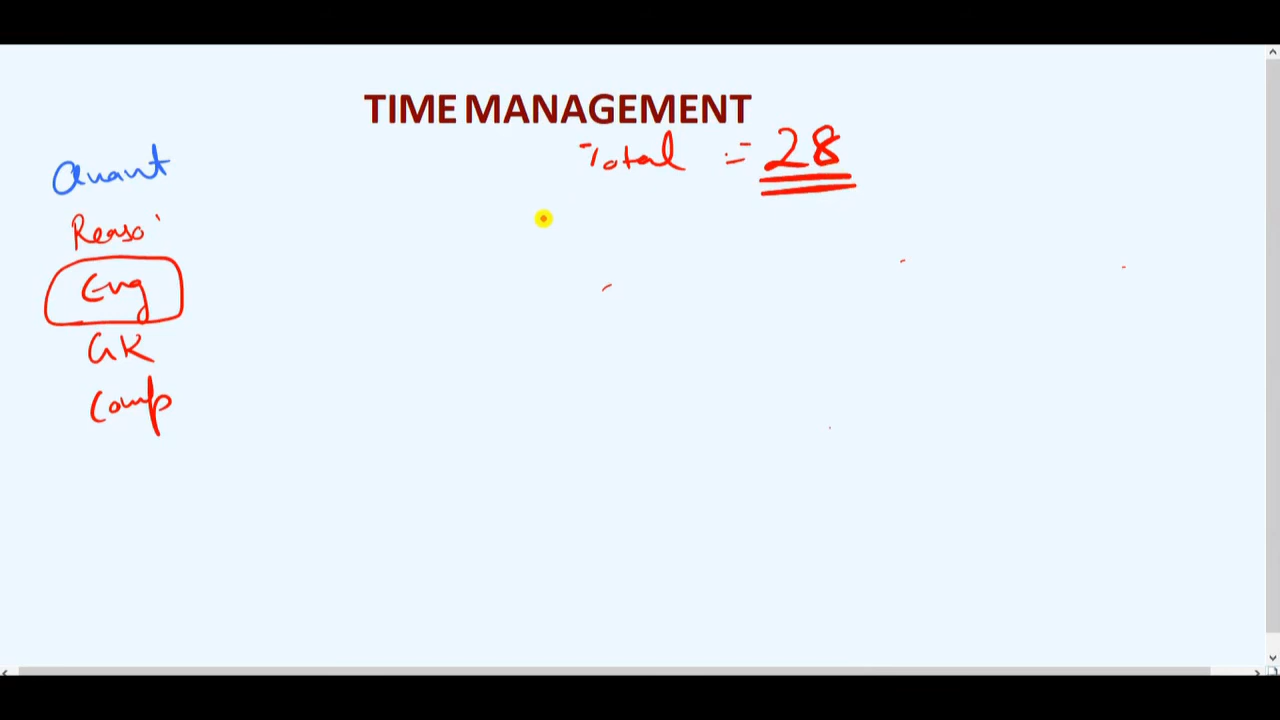 TIME MANAGEMENT
Total := 28
Quant
Reaso
Eng
GK
Comp